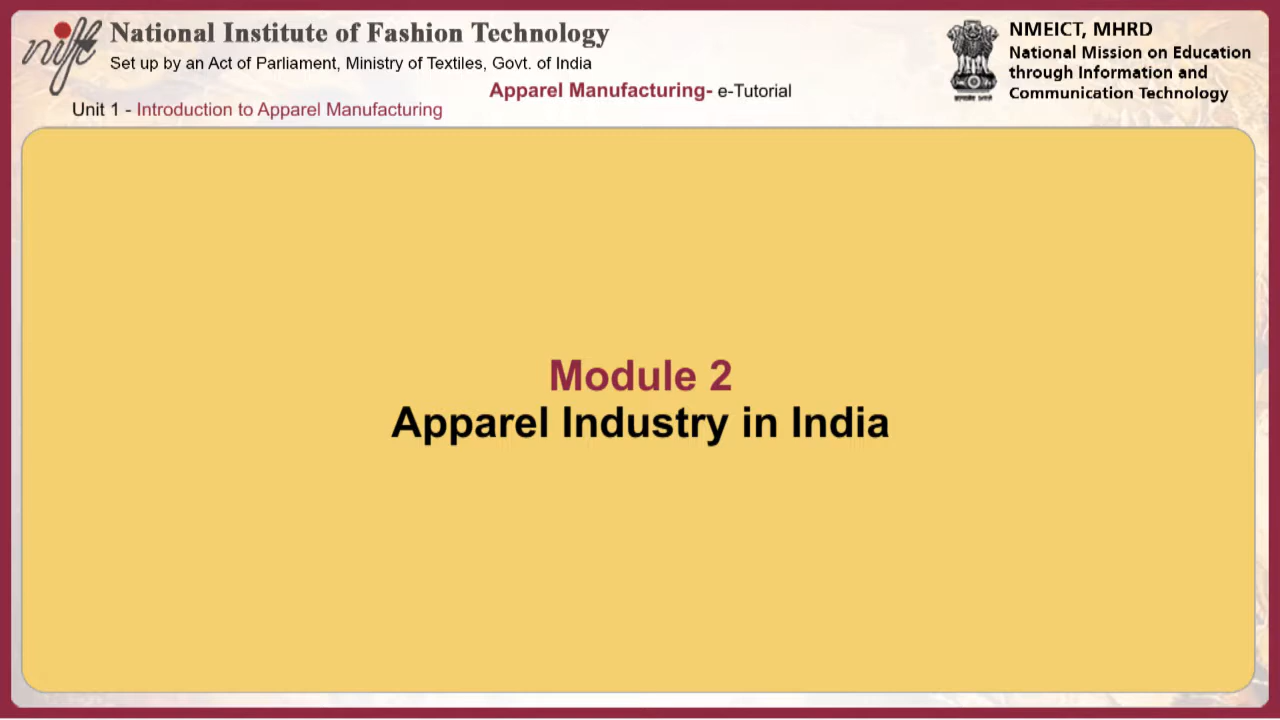 nift
National Institute of Fashion Technology
Set up by an Act of Parliament, Ministry of Textiles, Govt. of India
Apparel Manufacturing- e-Tutorial
Unit 1 - Introduction to Apparel Manufacturing
NMEICT, MHRD
National Mission on Education
through Information and
Communication Technology
Module 2
Apparel Industry in India